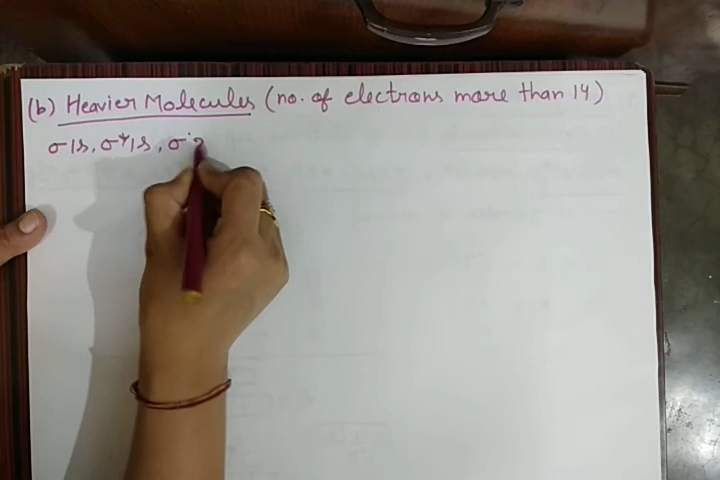 (b) Heavier Molecules (no. of electrons more than 14)
σ1s, σ*1s, σ